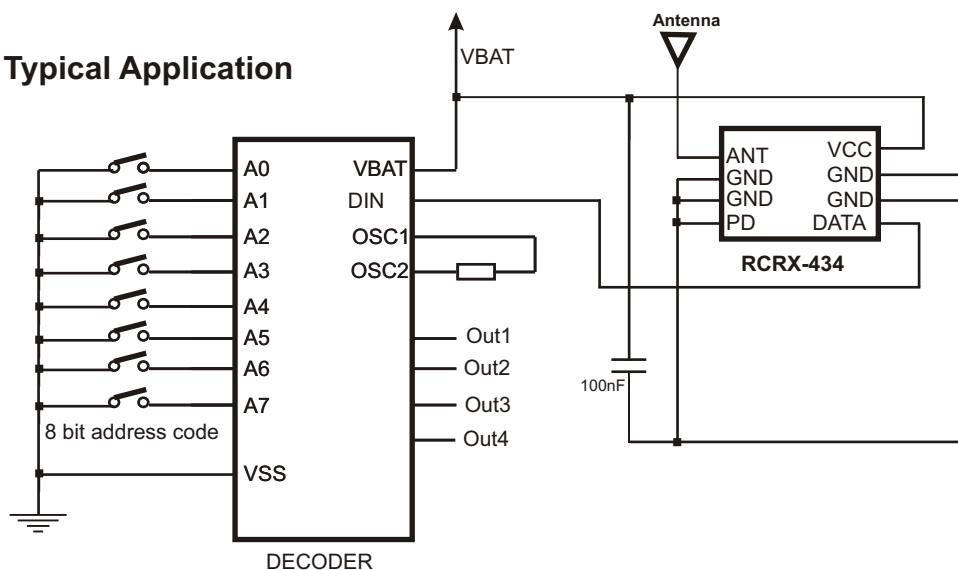 Typical Application
VBAT
Antenna
A0
A1
A2
A3
A4
A5
A6
A7
VSS
VBAT
DIN
OSC1
OSC2
Out1
Out2
Out3
Out4
8 bit address code
DECODER
100nF
ANT
GND
GND
PD
VCC
GND
GND
DATA
RCRX-434